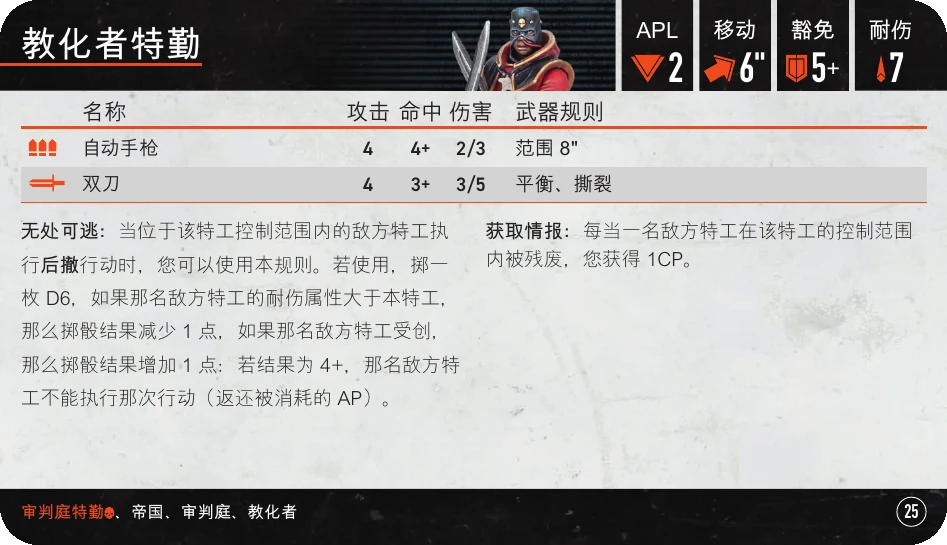 教化者特勤
APL 移动 豁免 耐伤
2 6" 5+ 7
名称 攻击 命中 伤害 武器规则
自动手枪 4 4+ 2/3 范围 8"
双刀 4 3+ 3/5 平衡、撕裂
无处可逃：当位于该特工控制范围内的敌方特工执
行后撤行动时，您可以使用本规则。若使用，掷一
枚 D6，如果那名敌方特工的耐伤属性大于本特工，
那么掷骰结果减少 1 点，如果那名敌方特工受创，
那么掷骰结果增加 1 点：若结果为 4+，那名敌方特
工不能执行那次行动（返还被消耗的 AP）。
获取情报：每当一名敌方特工在该特工的控制范围
内被残废，您获得 1CP。
审判庭特勤、帝国、审判庭、教化者
25